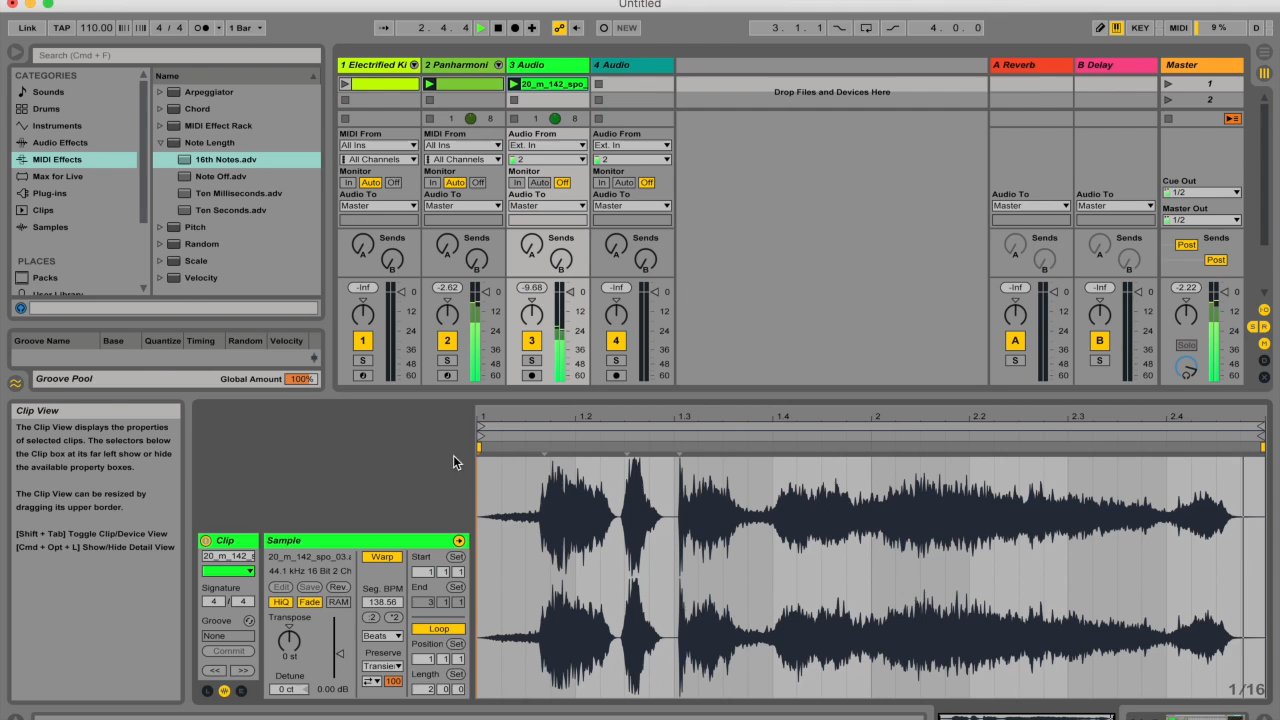 Untitled
Link TAP 110.00 4 / 4 1 Bar 2. 4. 4 NEW 3. 1. 1 4. 0. 0 KEY MIDI 9 % D
Search (Cmd + F)
CATEGORIES
Sounds
Drums
Instruments
Audio Effects
MIDI Effects
Max for Live
Plug-ins
Clips
Samples
PLACES
Packs
User Library
Name
Arpeggiator
Chord
MIDI Effect Rack
Note Length
16th Notes.adv
Note Off.adv
Ten Milliseconds.adv
Ten Seconds.adv
Pitch
Random
Scale
Velocity
Groove Name Base Quantize Timing Random Velocity
Groove Pool Global Amount 100%
1 Electrified Ki 2 Panharmoni 3 Audio 4 Audio A Reverb B Delay Master
20_m_142_spo_ 1
Drop Files and Devices Here
2
1 8 1 8
MIDI From MIDI From Audio From Audio From
All Ins All Ins Ext. In Ext. In
All Channels All Channels 2 2
Monitor Monitor Monitor Monitor
In Auto Off In Auto Off In Auto Off In Auto Off
Cue Out
1/2
Audio To Audio To Audio To Audio To Audio To Audio To
Master Master Master Master Master Master
Master Out
1/2
Sends Sends Sends Sends Sends Sends Sends
A B A B A B A B A B A B Post Post
-Inf -2.62 -9.68 -Inf -Inf -Inf -2.22
0 0 0 0 0 0 0
12 12 12 12 12 12 12
24 24 24 24 24 24 24
1 2 3 4 A B Solo
36 36 36 36 36 36 36
S S S S S S
48 48 48 48 48 48 48
60 60 60 60 60 60 60
I·O
S R
M
D
X
Clip View
The Clip View displays the properties
of selected clips. The selectors below
the Clip box at its far left show or hide
the available property boxes.
The Clip View can be resized by
dragging its upper border.
[Shift + Tab] Toggle Clip/Device View
[Cmd + Opt + L] Show/Hide Detail View
Clip
20_m_142_s
Signature
4 / 4
Groove
None
Commit
<< >>
L E
Sample
20_m_142_spo_03.a
44.1 kHz 16 Bit 2 Ch
Edit Save Rev.
HiQ Fade RAM
Transpose
0 st
Detune
0 ct 0.00 dB
Warp
Seg. BPM
138.56
:2 *2
Beats
Preserve
Transie
100
Start Set
1 1 1
End Set
3 1 1
Loop
Position Set
1 1 1
Length Set
2 0 0
1 1.2 1.3 1.4 2 2.2 2.3 2.4
1/16